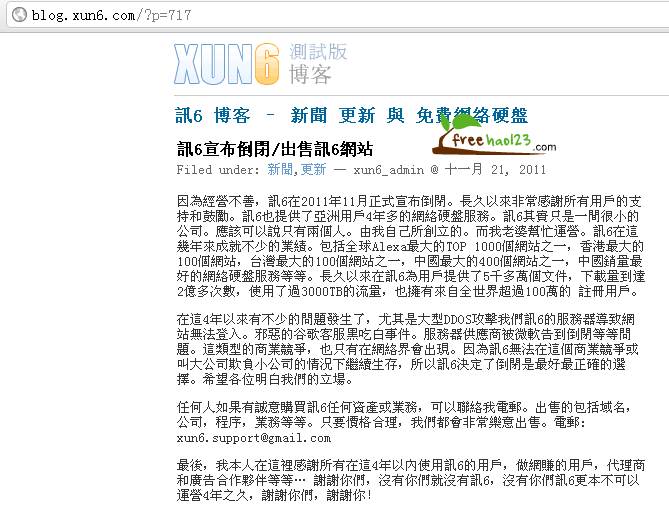 blog.xun6.com/?p=717
XUN6 測試版
博客
訊6 博客 – 新聞 更新 與 免費網絡硬盤
freehao123.com
訊6宣布倒閉/出售訊6網站
Filed under: 新聞,更新 — xun6_admin @ 十一月 21, 2011
因為經營不善，訊6在2011年11月正式宣布倒閉。長久以來非常感謝所有用戶的支
持和鼓勵。訊6也提供了亞洲用戶4年多的網絡硬盤服務。訊6其實只是一間很小的
公司。應該可以說只有兩個人。由我自己所創立的。而我老婆幫忙運營。訊6在這
幾年來成就不少的業績。包括全球Alexa最大的TOP 1000個網站之一，香港最大的
100個網站，台灣最大的100個網站之一，中國最大的400個網站之一，中國銷量最
好的網絡硬盤服務等等。長久以來在訊6為用戶提供了5千多萬個文件，下載量到達
2億多次數，使用了過3000TB的流量，也擁有來自全世界超過100萬的 註冊用戶。
在這4年以來有不少的問題發生了，尤其是大型DDOS攻擊我們訊6的服務器導致網
站無法登入。邪惡的谷歌客服黑吃白事件。服務器供應商被微軟告到倒閉等等問
題。這類型的商業競爭，也只有在網絡界會出現。因為訊6無法在這個商業競爭或
叫大公司欺負小公司的情況下繼續生存，所以訊6決定了倒閉是最好最正確的選
擇。希望各位明白我們的立場。
任何人如果有誠意購買訊6任何資產或業務，可以聯絡我電郵。出售的包括域名，
公司，程序，業務等等。只要價格合理，我們都會非常樂意出售。電郵:
xun6.support@gmail.com
最後，我本人在這裡感謝所有在這4年以內使用訊6的用戶，做網賺的用戶，代理商
和廣告合作夥伴等等… 謝謝你們，沒有你們就沒有訊6，沒有你們訊6更本不可以
運營4年之久，謝謝你們，謝謝你!